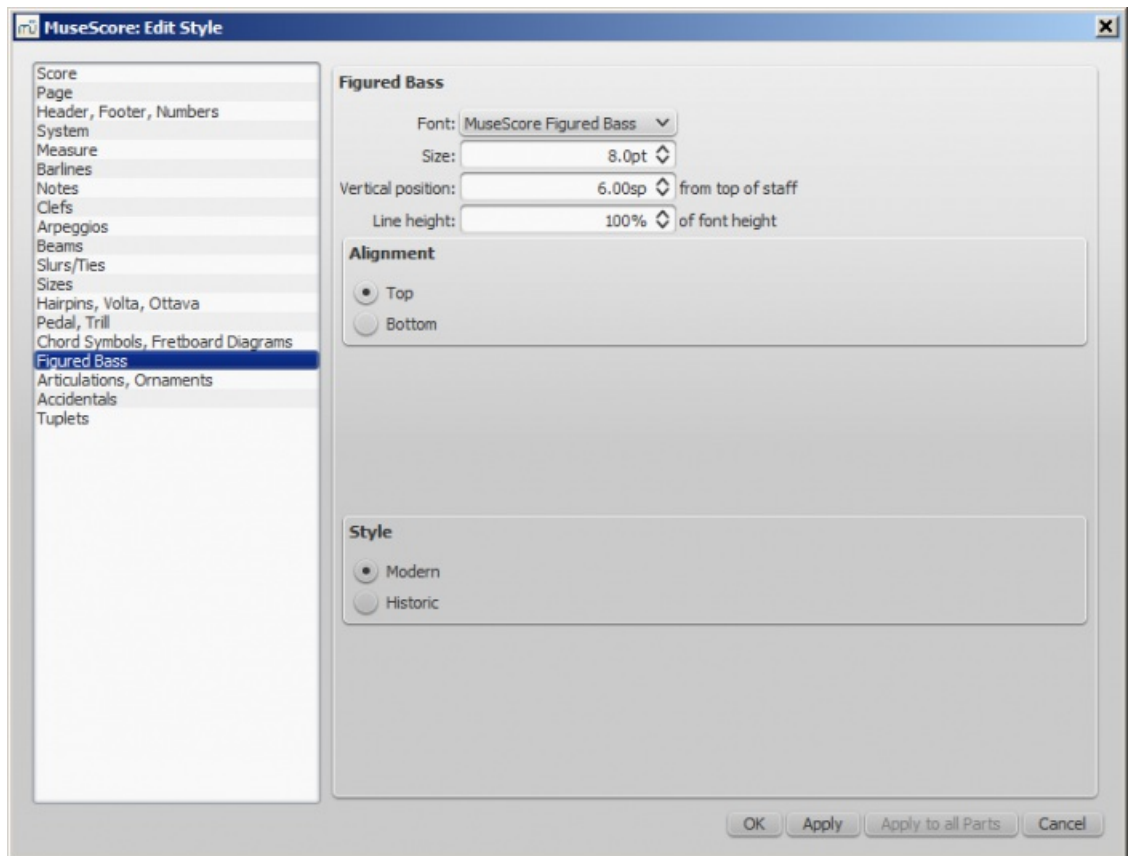 MuseScore: Edit Style
Score
Page
Header, Footer, Numbers
System
Measure
Barlines
Notes
Clefs
Arpeggios
Beams
Slurs/Ties
Sizes
Hairpins, Volta, Ottava
Pedal, Trill
Chord Symbols, Fretboard Diagrams
Figured Bass
Articulations, Ornaments
Accidentals
Tuplets
Figured Bass
Font: MuseScore Figured Bass
Size: 8.0pt
Vertical position: 6.00sp from top of staff
Line height: 100% of font height
Alignment
Top
Bottom
Style
Modern
Historic
OK Apply Apply to all Parts Cancel